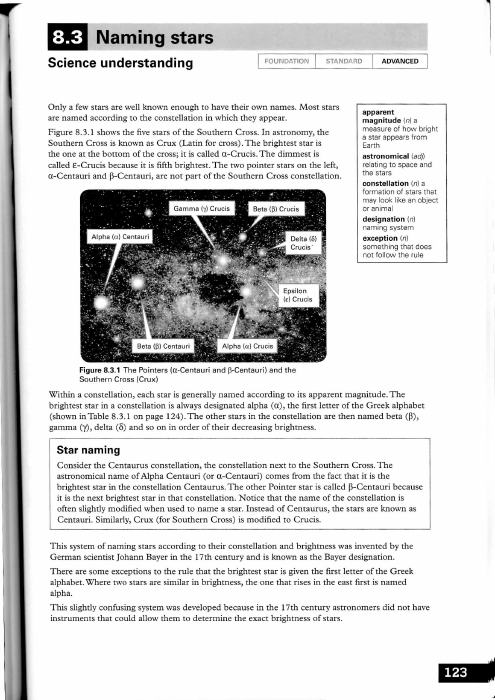 8.3 Naming stars
Science understanding
FOUNDATION STANDARD ADVANCED
Only a few stars are well known enough to have their own names. Most stars
are named according to the constellation in which they appear.
Figure 8.3.1 shows the five stars of the Southern Cross. In astronomy, the
Southern Cross is known as Crux (Latin for cross). The brightest star is
the one at the bottom of the cross; it is called α-Crucis. The dimmest is
called ε-Crucis because it is fifth brightest. The two pointer stars on the left,
α-Centauri and β-Centauri, are not part of the Southern Cross constellation.
apparent
magnitude (n) a
measure of how bright
a star appears from
Earth
astronomical (adj)
relating to space and
the stars
constellation (n) a
formation of stars that
may look like an object
or animal
designation (n)
naming system
exception (n)
something that does
not follow the rule
Gamma (γ) Crucis
Beta (β) Crucis
Alpha (α) Centauri
Delta (δ)
Crucis
Epsilon
(ε) Crucis
Beta (β) Centauri
Alpha (α) Crucis
Figure 8.3.1 The Pointers (α-Centauri and β-Centauri) and the
Southern Cross (Crux)
Within a constellation, each star is generally named according to its apparent magnitude. The
brightest star in a constellation is always designated alpha (α), the first letter of the Greek alphabet
(shown in Table 8.3.1 on page 124). The other stars in the constellation are then named beta (β),
gamma (γ), delta (δ) and so on in order of their decreasing brightness.
Star naming
Consider the Centaurus constellation, the constellation next to the Southern Cross. The
astronomical name of Alpha Centauri (or α-Centauri) comes from the fact that it is the
brightest star in the constellation Centaurus. The other Pointer star is called β-Centauri because
it is the next brightest star in that constellation. Notice that the name of the constellation is
often slightly modified when used to name a star. Instead of Centaurus, the stars are known as
Centauri. Similarly, Crux (for Southern Cross) is modified to Crucis.
This system of naming stars according to their constellation and brightness was invented by the
German scientist Johann Bayer in the 17th century and is known as the Bayer designation.
There are some exceptions to the rule that the brightest star is given the first letter of the Greek
alphabet. Where two stars are similar in brightness, the one that rises in the east first is named
alpha.
This slightly confusing system was developed because in the 17th century astronomers did not have
instruments that could allow them to determine the exact brightness of stars.
123